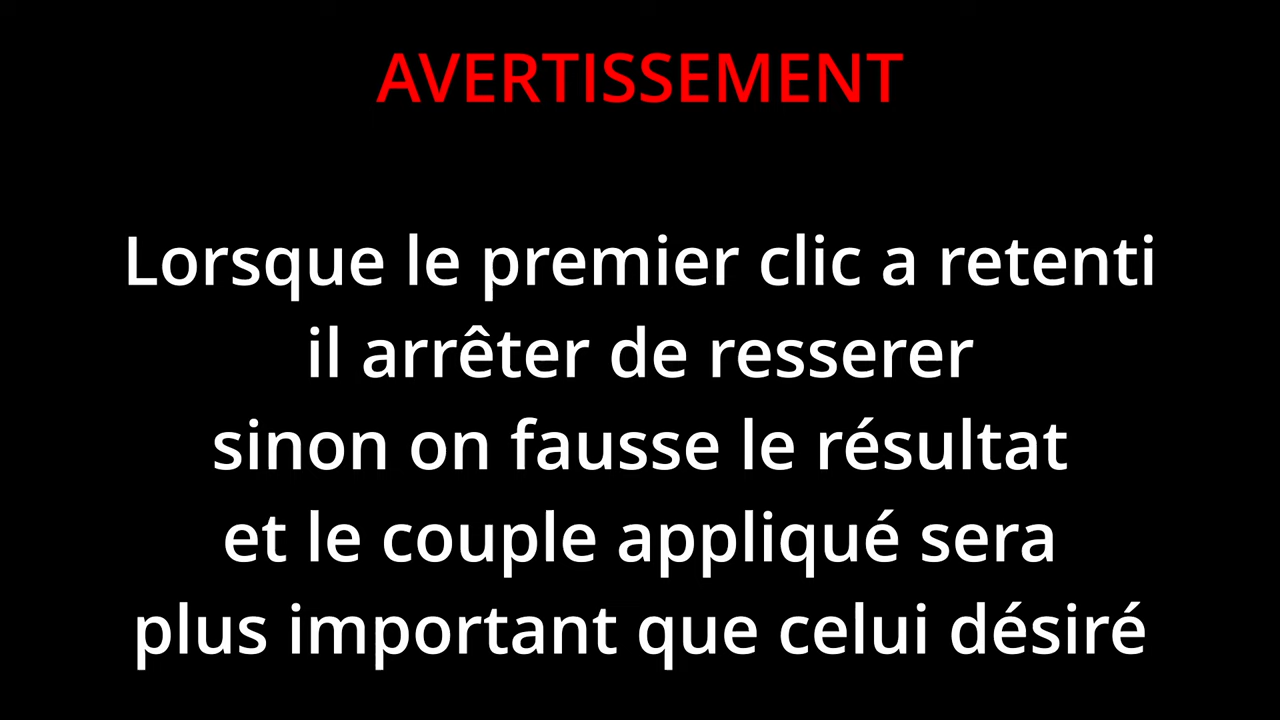 AVERTISSEMENT
Lorsque le premier clic a retenti
il arrêter de resserer
sinon on fausse le résultat
et le couple appliqué sera
plus important que celui désiré